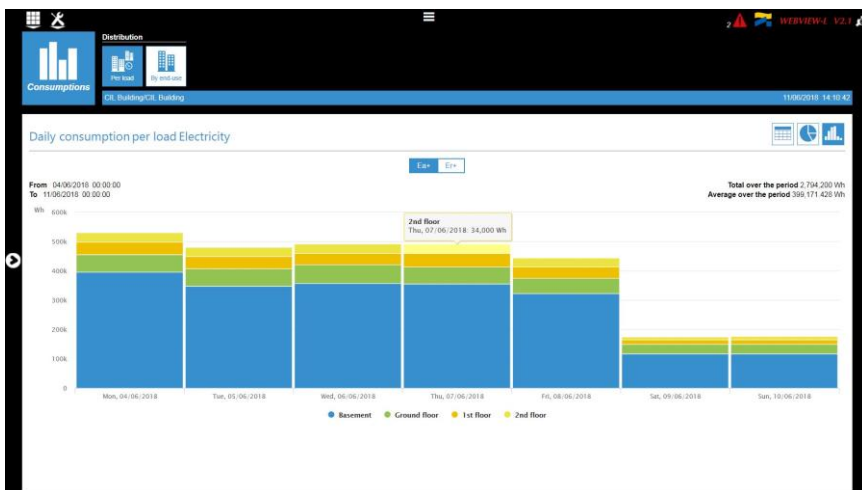 2
WEBVIEW-L V2.1
Distribution
Consumptions
Per load
By end-use
CIL Building/CIL Building
11/06/2018 14:10:42
Daily consumption per load Electricity
Ea+ Er+
From 04/06/2018 00:00:00
To 11/06/2018 00:00:00
Total over the period 2,794,200 Wh
Average over the period 399,171.428 Wh
Wh
600k
500k
400k
300k
200k
100k
0
2nd floor
Thu, 07/06/2018: 34,000 Wh
Mon, 04/06/2018 Tue, 05/06/2018 Wed, 06/06/2018 Thu, 07/06/2018 Fri, 08/06/2018 Sat, 09/06/2018 Sun, 10/06/2018
Basement Ground floor 1st floor 2nd floor